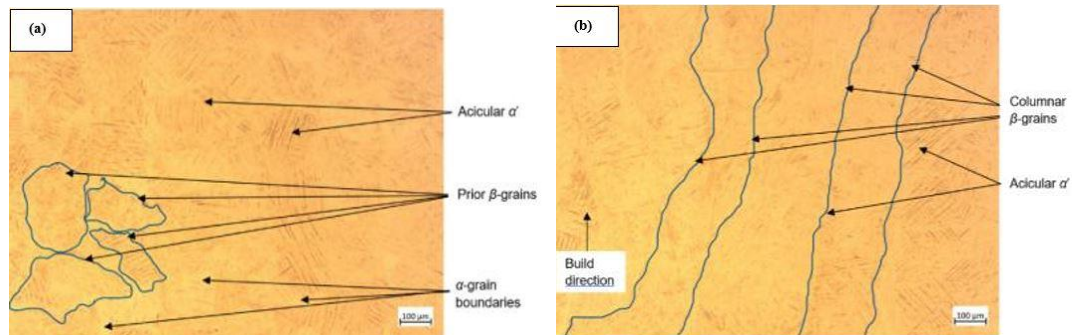 (a)
Acicular α′
Prior β-grains
α-grain
boundaries
100 μm
(b)
Columnar
β-grains
Acicular α′
Build
direction
100 μm